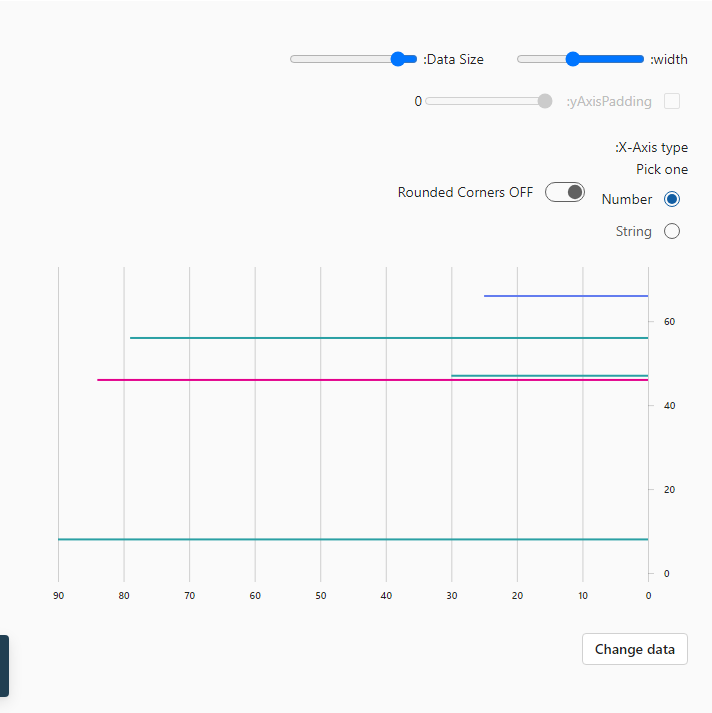 :width
:Data Size
:yAxisPadding
0
:X-Axis type
Pick one
Number
Rounded Corners OFF
String
60
40
20
0
90 80 70 60 50 40 30 20 10 0
Change data